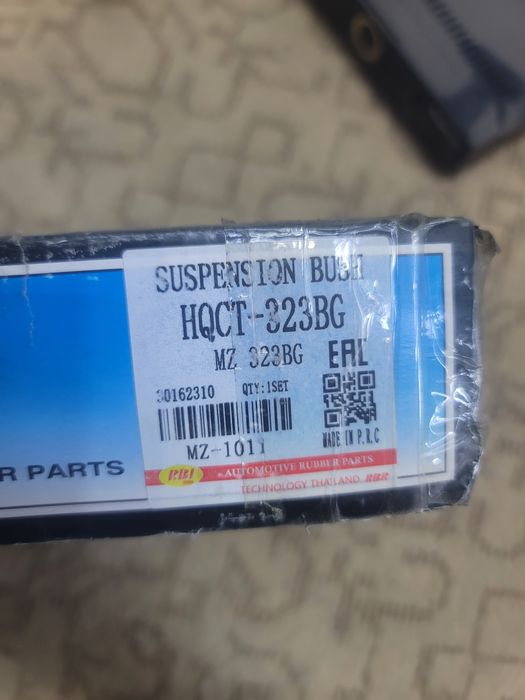 SUSPENSION BUSH
HQCT-323BG
MZ 323BG
EAC
30162310 QTY:1SET
MZ-1011
MADE IN P.R.C
R PARTS
RBI
AUTOMOTIVE RUBBER PARTS
TECHNOLOGY THAILAND RBR